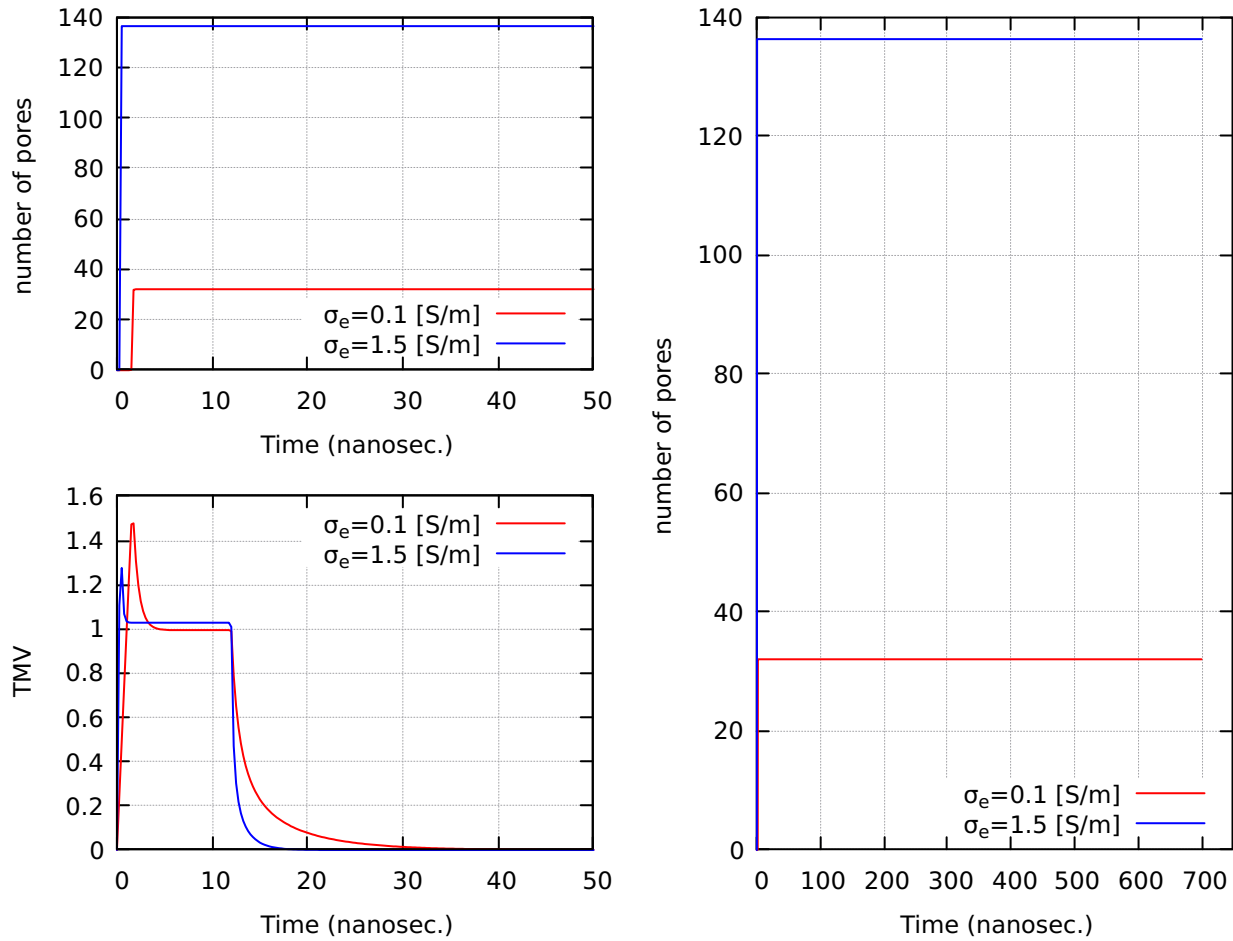 number of pores
140
120
100
80
60
40
20
0
σe=0.1 [S/m]
σe=1.5 [S/m]
0 10 20 30 40 50
Time (nanosec.)
TMV
1.6
1.4
1.2
1
0.8
0.6
0.4
0.2
0
σe=0.1 [S/m]
σe=1.5 [S/m]
0 10 20 30 40 50
Time (nanosec.)
number of pores
140
120
100
80
60
40
20
0
σe=0.1 [S/m]
σe=1.5 [S/m]
0 100 200 300 400 500 600 700
Time (nanosec.)